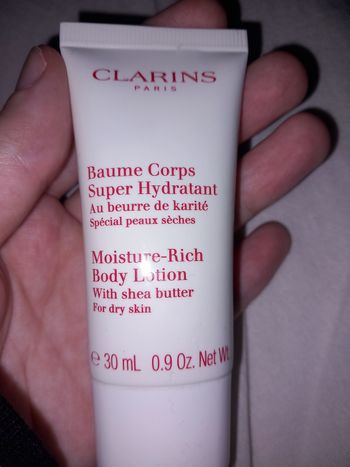 CLARINS
PARIS
Baume Corps
Super Hydratant
Au beurre de karité
Spécial peaux sèches
Moisture-Rich
Body Lotion
With shea butter
For dry skin
℮ 30 mL 0.9 Oz. Net Wt.